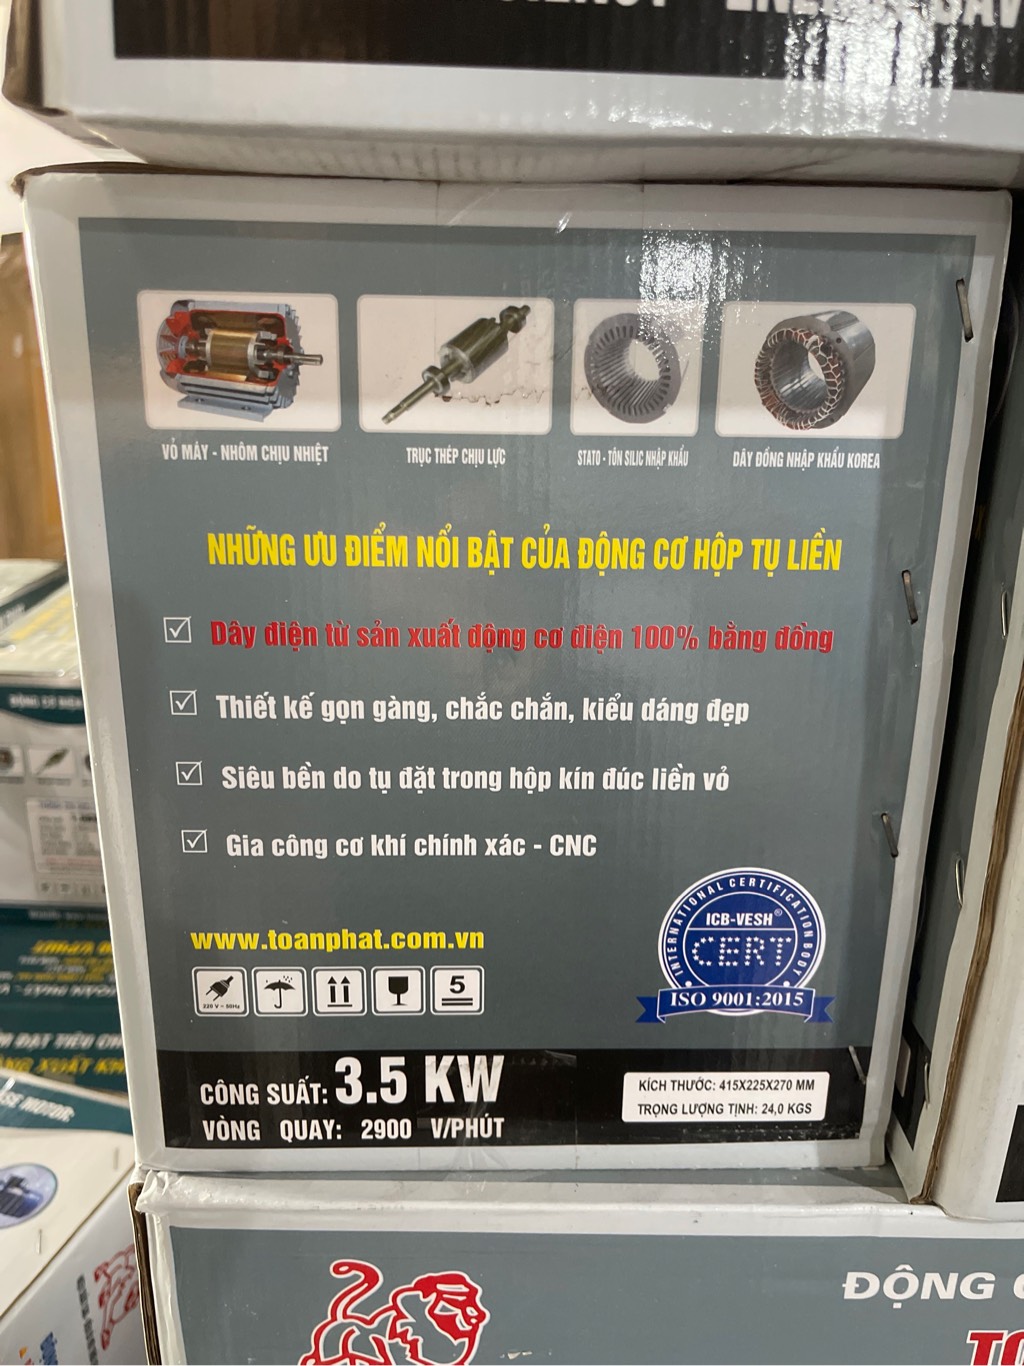 VỎ MÁY - NHÔM CHỊU NHIỆT
TRỤC THÉP CHỊU LỰC
STATO - TÔN SILIC NHẬP KHẨU
DÂY ĐỒNG NHẬP KHẨU KOREA
NHỮNG ƯU ĐIỂM NỔI BẬT CỦA ĐỘNG CƠ HỘP TỤ LIỀN
Dây điện từ sản xuất động cơ điện 100% bằng đồng
Thiết kế gọn gàng, chắc chắn, kiểu dáng đẹp
Siêu bền do tụ đặt trong hộp kín đúc liền vỏ
Gia công cơ khí chính xác - CNC
INTERNATIONAL CERTIFICATION BODY
ICB-VESH®
CERT
ISO 9001:2015
www.toanphat.com.vn
220 V ~ 50Hz
5
CÔNG SUẤT: 3.5 KW
VÒNG QUAY: 2900 V/PHÚT
KÍCH THƯỚC: 415X225X270 MM
TRỌNG LƯỢNG TỊNH: 24,0 KGS
ĐỘNG